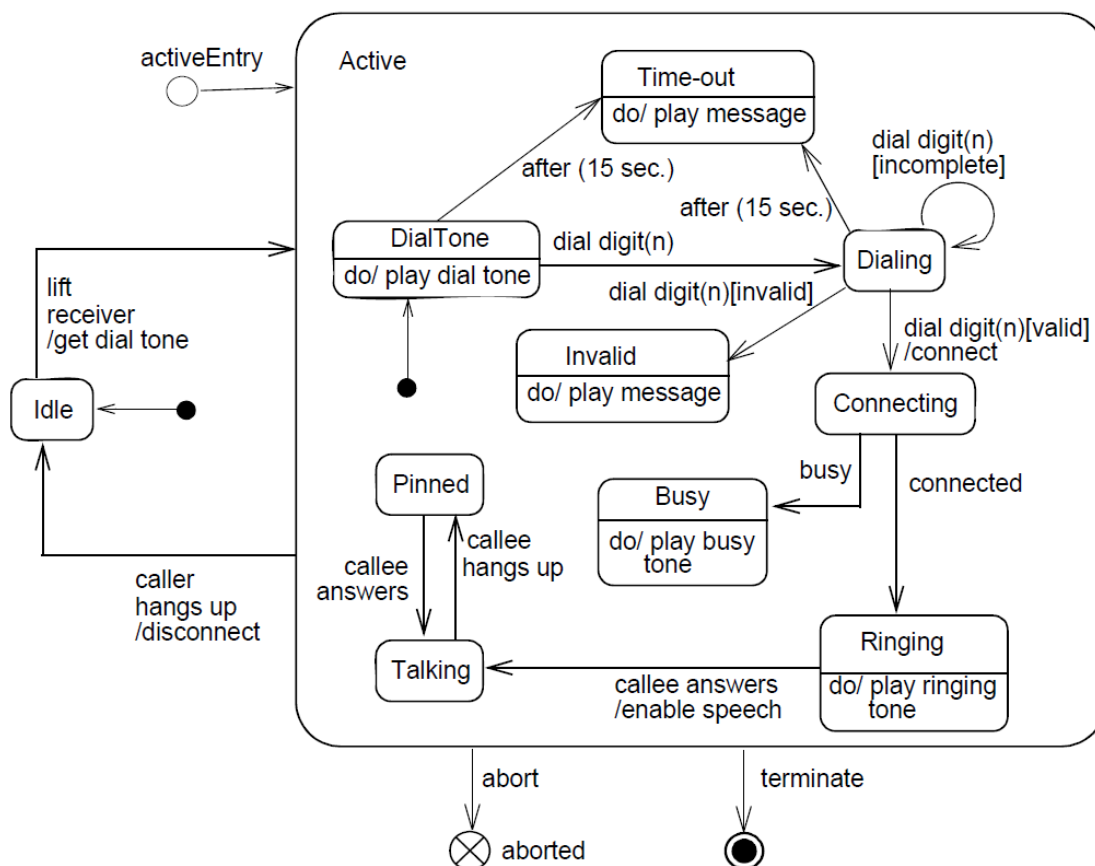 activeEntry
Active
Time-out
do/ play message
dial digit(n)
[incomplete]
after (15 sec.)
after (15 sec.)
DialTone
do/ play dial tone
dial digit(n)
Dialing
lift
receiver
/get dial tone
dial digit(n)[invalid]
dial digit(n)[valid]
/connect
Invalid
do/ play message
Idle
Connecting
Pinned
busy
connected
Busy
do/ play busy
tone
callee
hangs up
callee
answers
caller
hangs up
/disconnect
Talking
Ringing
do/ play ringing
tone
callee answers
/enable speech
abort
terminate
aborted